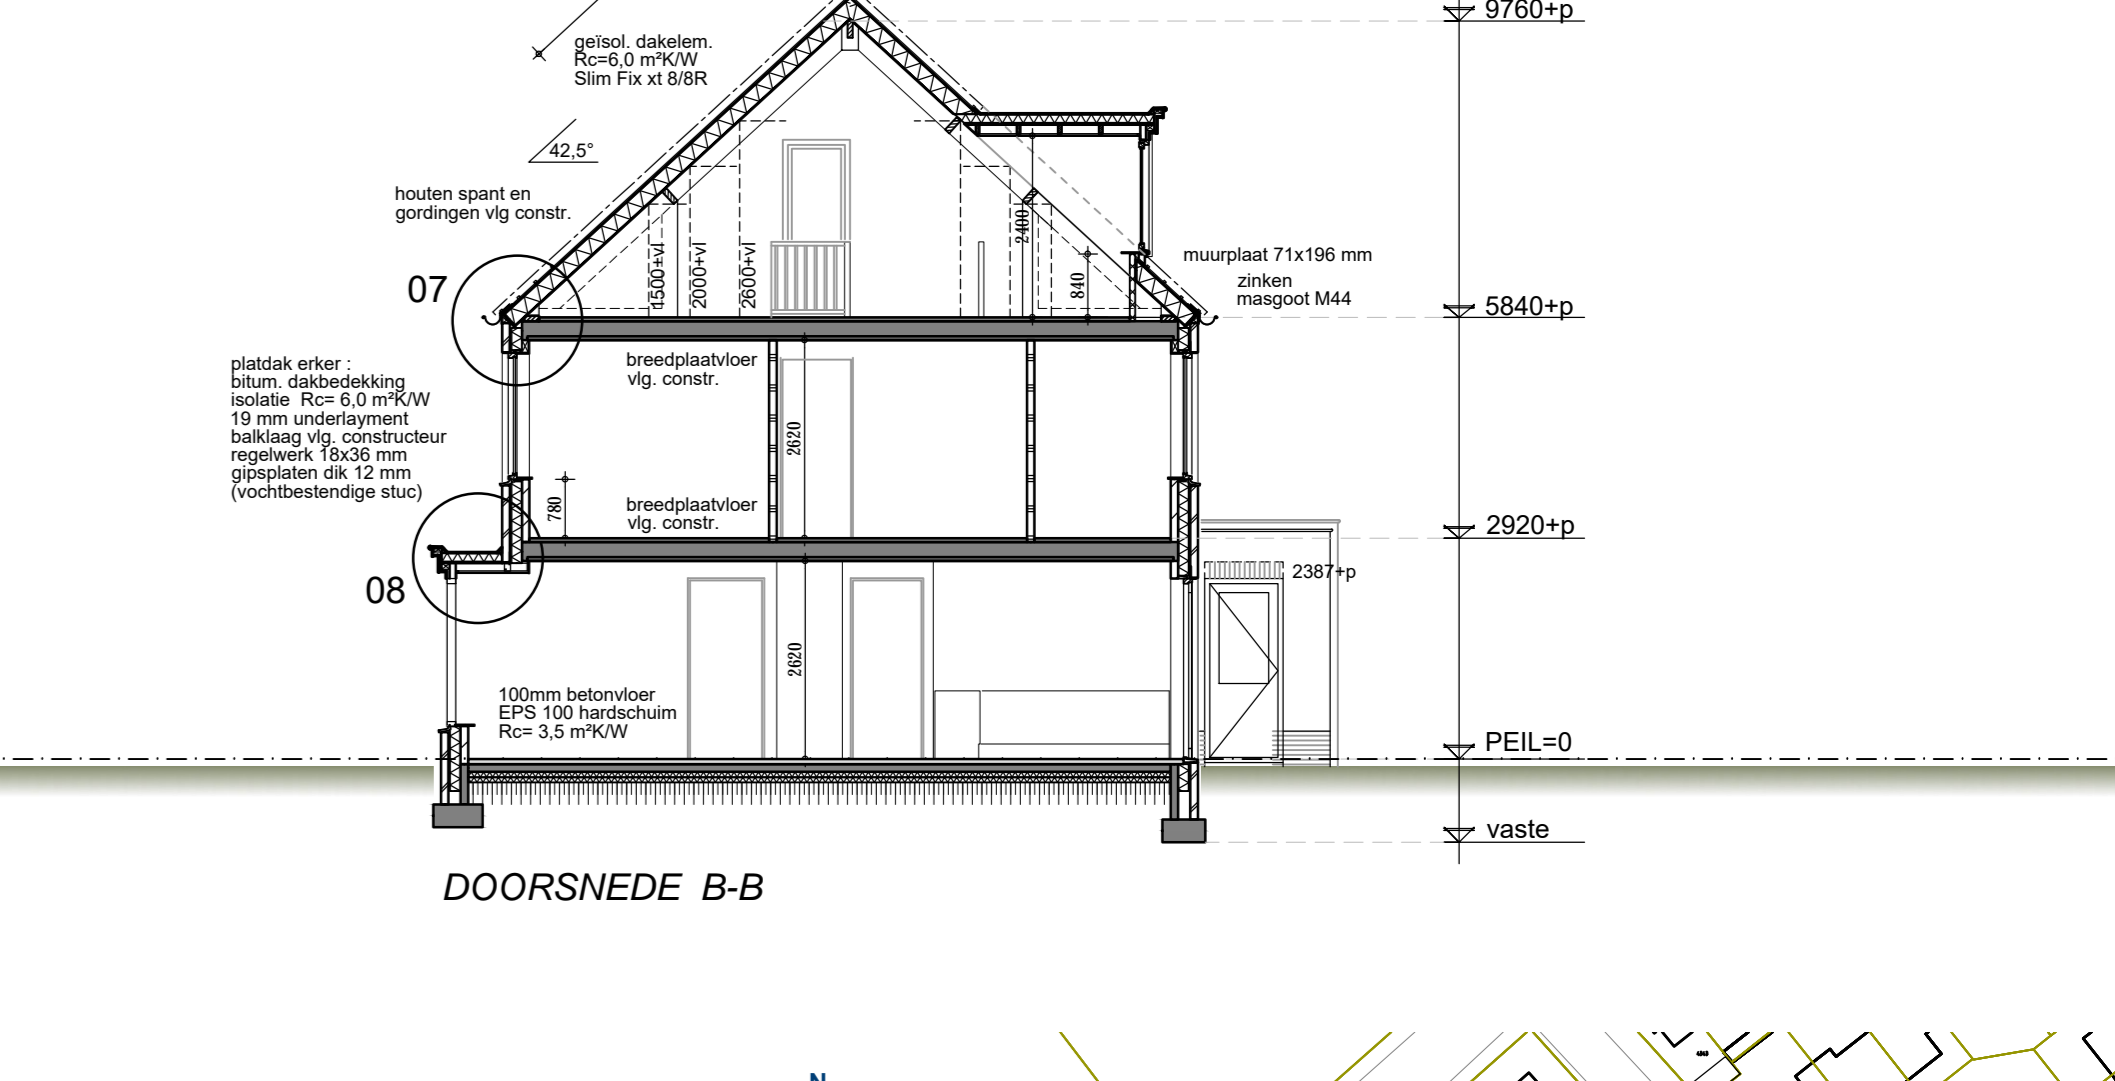 9760+p
geïsol. dakelem.
Rc=6,0 m²K/W
Slim Fix xt 8/8R
42,5°
houten spant en
gordingen vlg constr.
07
1500+vl
2000+vl
2600+vl
2400
840
muurplaat 71x196 mm
zinken
masgoot M44
5840+p
platdak erker :
bitum. dakbedekking
isolatie Rc= 6,0 m²K/W
19 mm underlayment
balklaag vlg. constructeur
regelwerk 18x36 mm
gipsplaten dik 12 mm
(vochtbestendige stuc)
breedplaatvloer
vlg. constr.
2620
780
breedplaatvloer
vlg. constr.
2920+p
08
2387+p
2620
100mm betonvloer
EPS 100 hardschuim
Rc= 3,5 m²K/W
PEIL=0
vaste
DOORSNEDE B-B
N